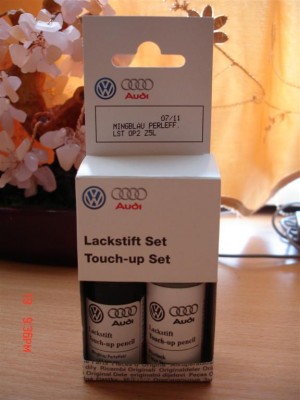 Audi
07/11
MINGBLAU PERLEFF.
LST OP2 Z5L
Audi
Lackstift Set
Touch-up Set
Audi
Lackstift
Touch-up pencil
Audi
Lackstift
Touch-up pencil